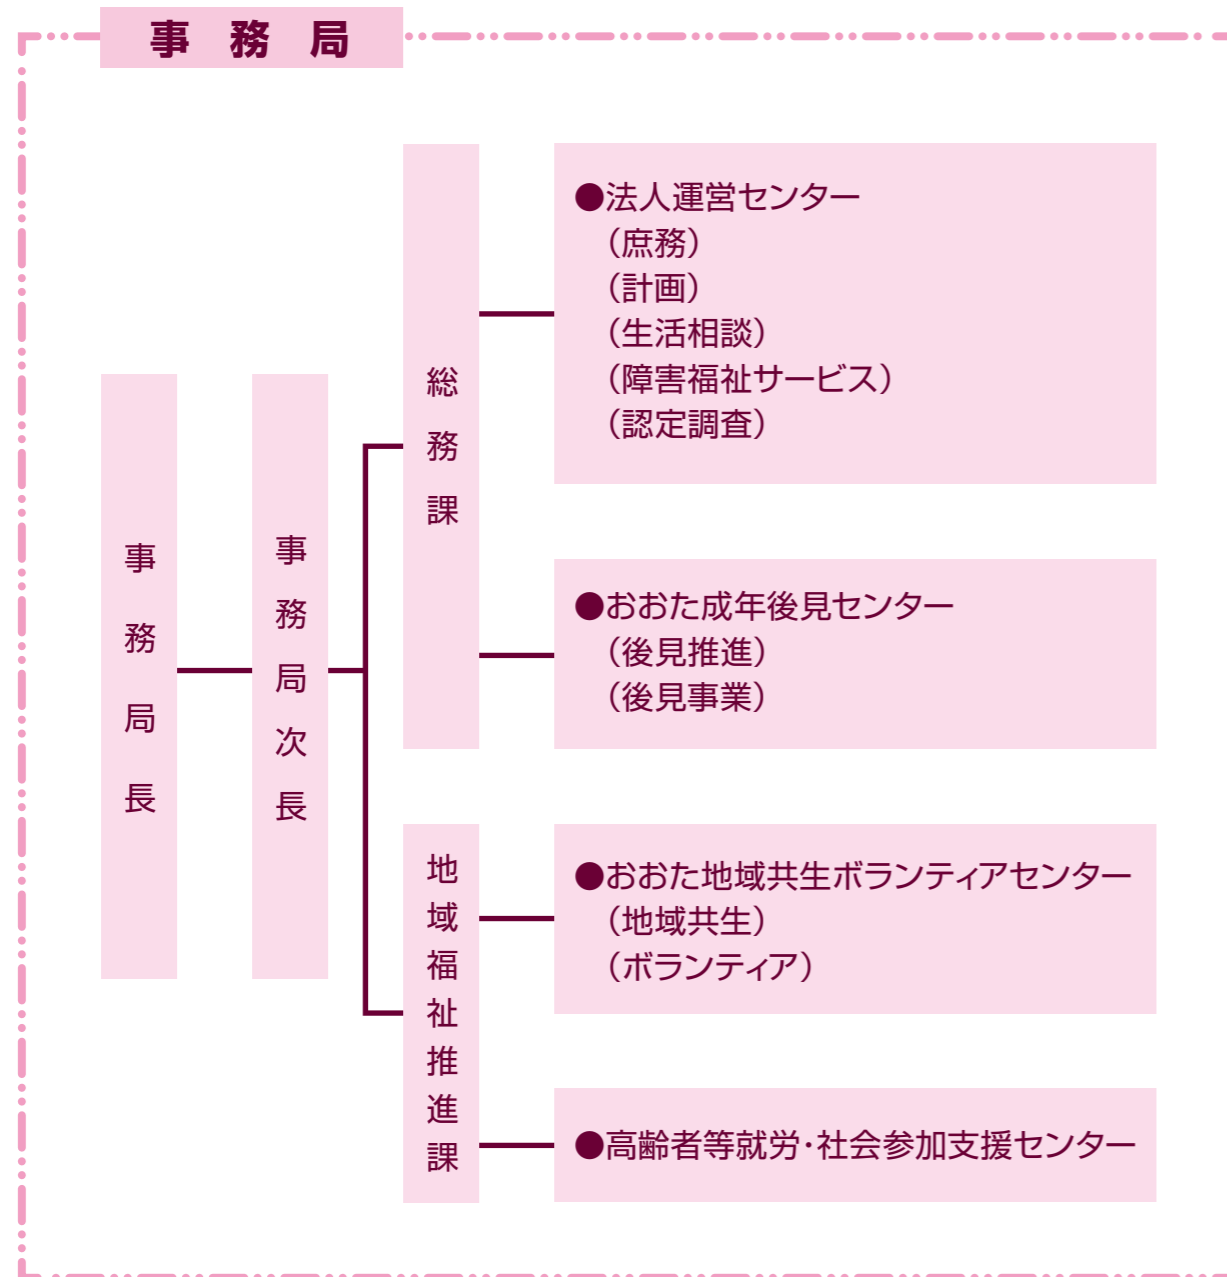 事務局
事務局長
事務局次長
総務課
●法人運営センター
（庶務）
（計画）
（生活相談）
（障害福祉サービス）
（認定調査）
●おおた成年後見センター
（後見推進）
（後見事業）
地域福祉推進課
●おおた地域共生ボランティアセンター
（地域共生）
（ボランティア）
●高齢者等就労・社会参加支援センター